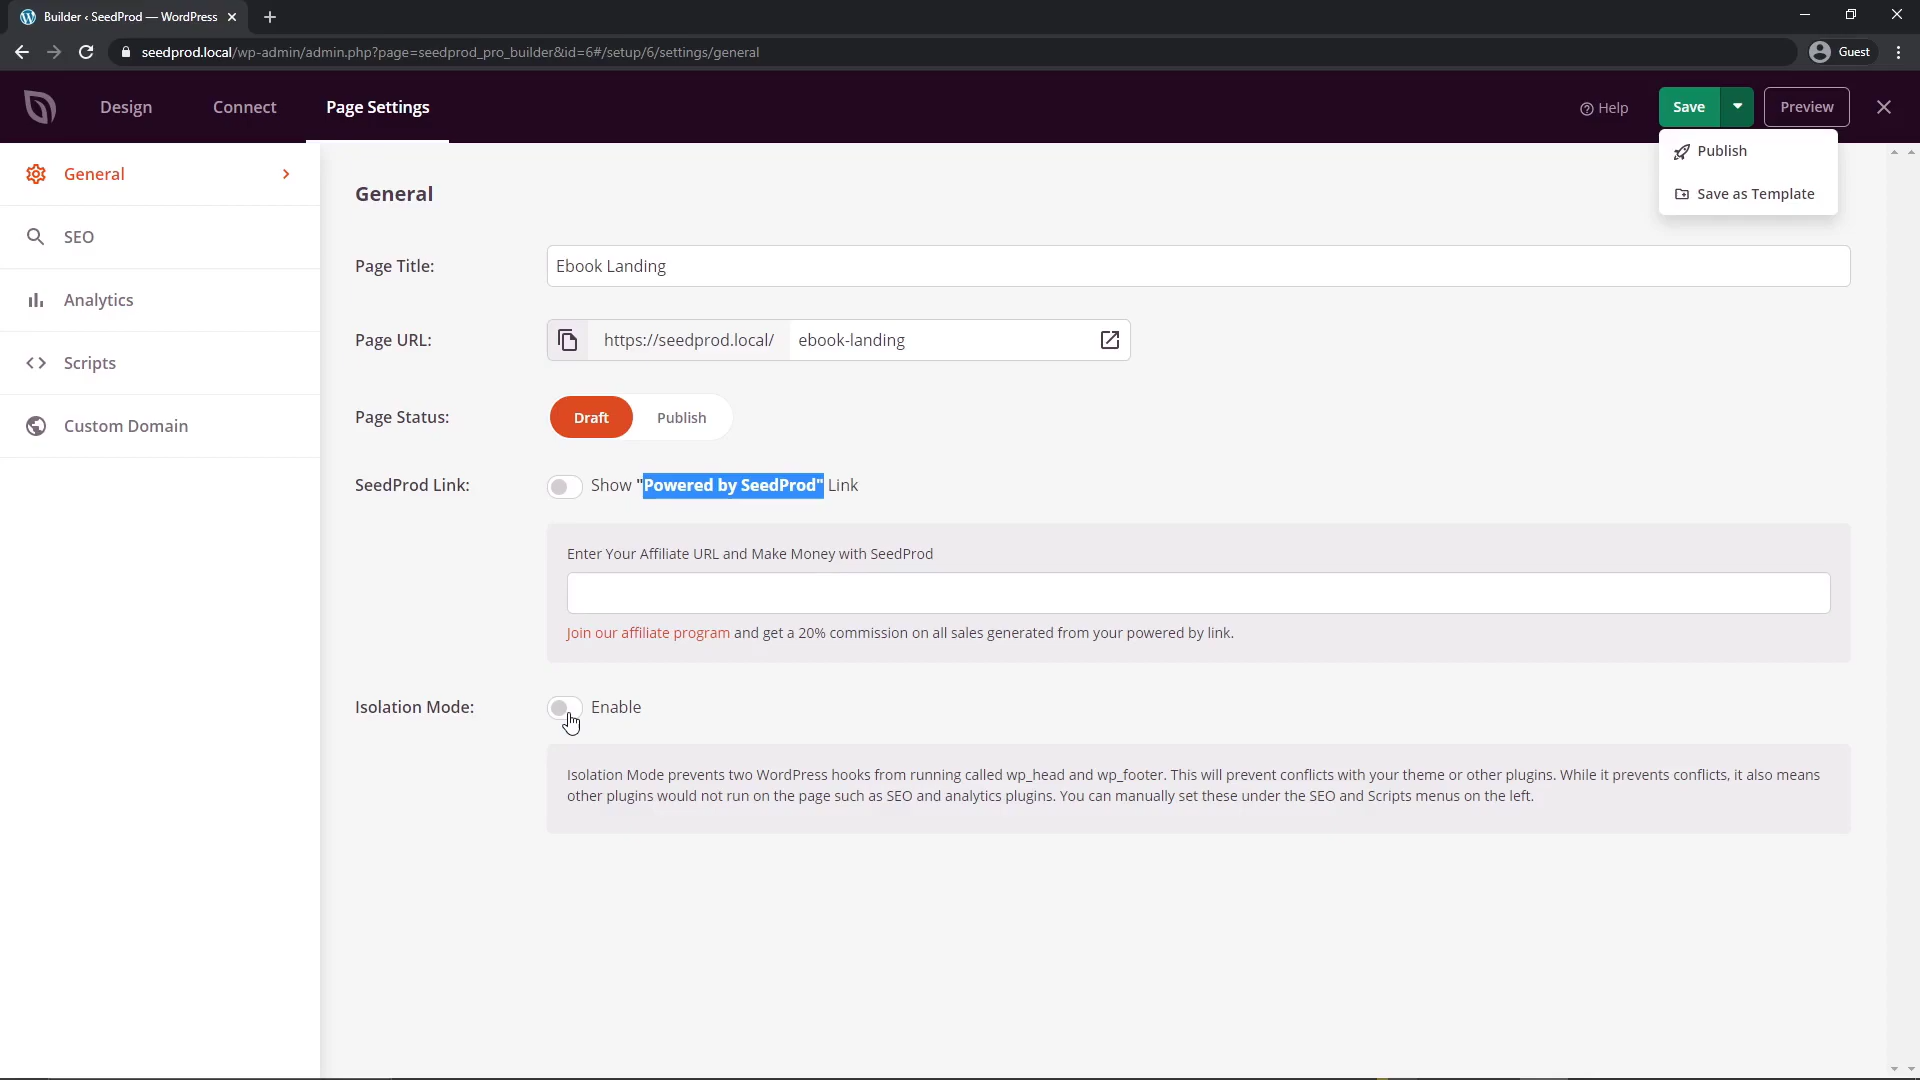 Builder ‹ SeedProd — WordPress
seedprod.local/wp-admin/admin.php?page=seedprod_pro_builder&id=6#/setup/6/settings/general
Guest
Design
Connect
Page Settings
Help
Save
Preview
Publish
Save as Template
General
SEO
Analytics
Scripts
Custom Domain
General
Page Title:
Ebook Landing
Page URL:
https://seedprod.local/
ebook-landing
Page Status:
Draft
Publish
SeedProd Link:
Show "Powered by SeedProd" Link
Enter Your Affiliate URL and Make Money with SeedProd
Join our affiliate program and get a 20% commission on all sales generated from your powered by link.
Isolation Mode:
Enable
Isolation Mode prevents two WordPress hooks from running called wp_head and wp_footer. This will prevent conflicts with your theme or other plugins. While it prevents conflicts, it also means
other plugins would not run on the page such as SEO and analytics plugins. You can manually set these under the SEO and Scripts menus on the left.